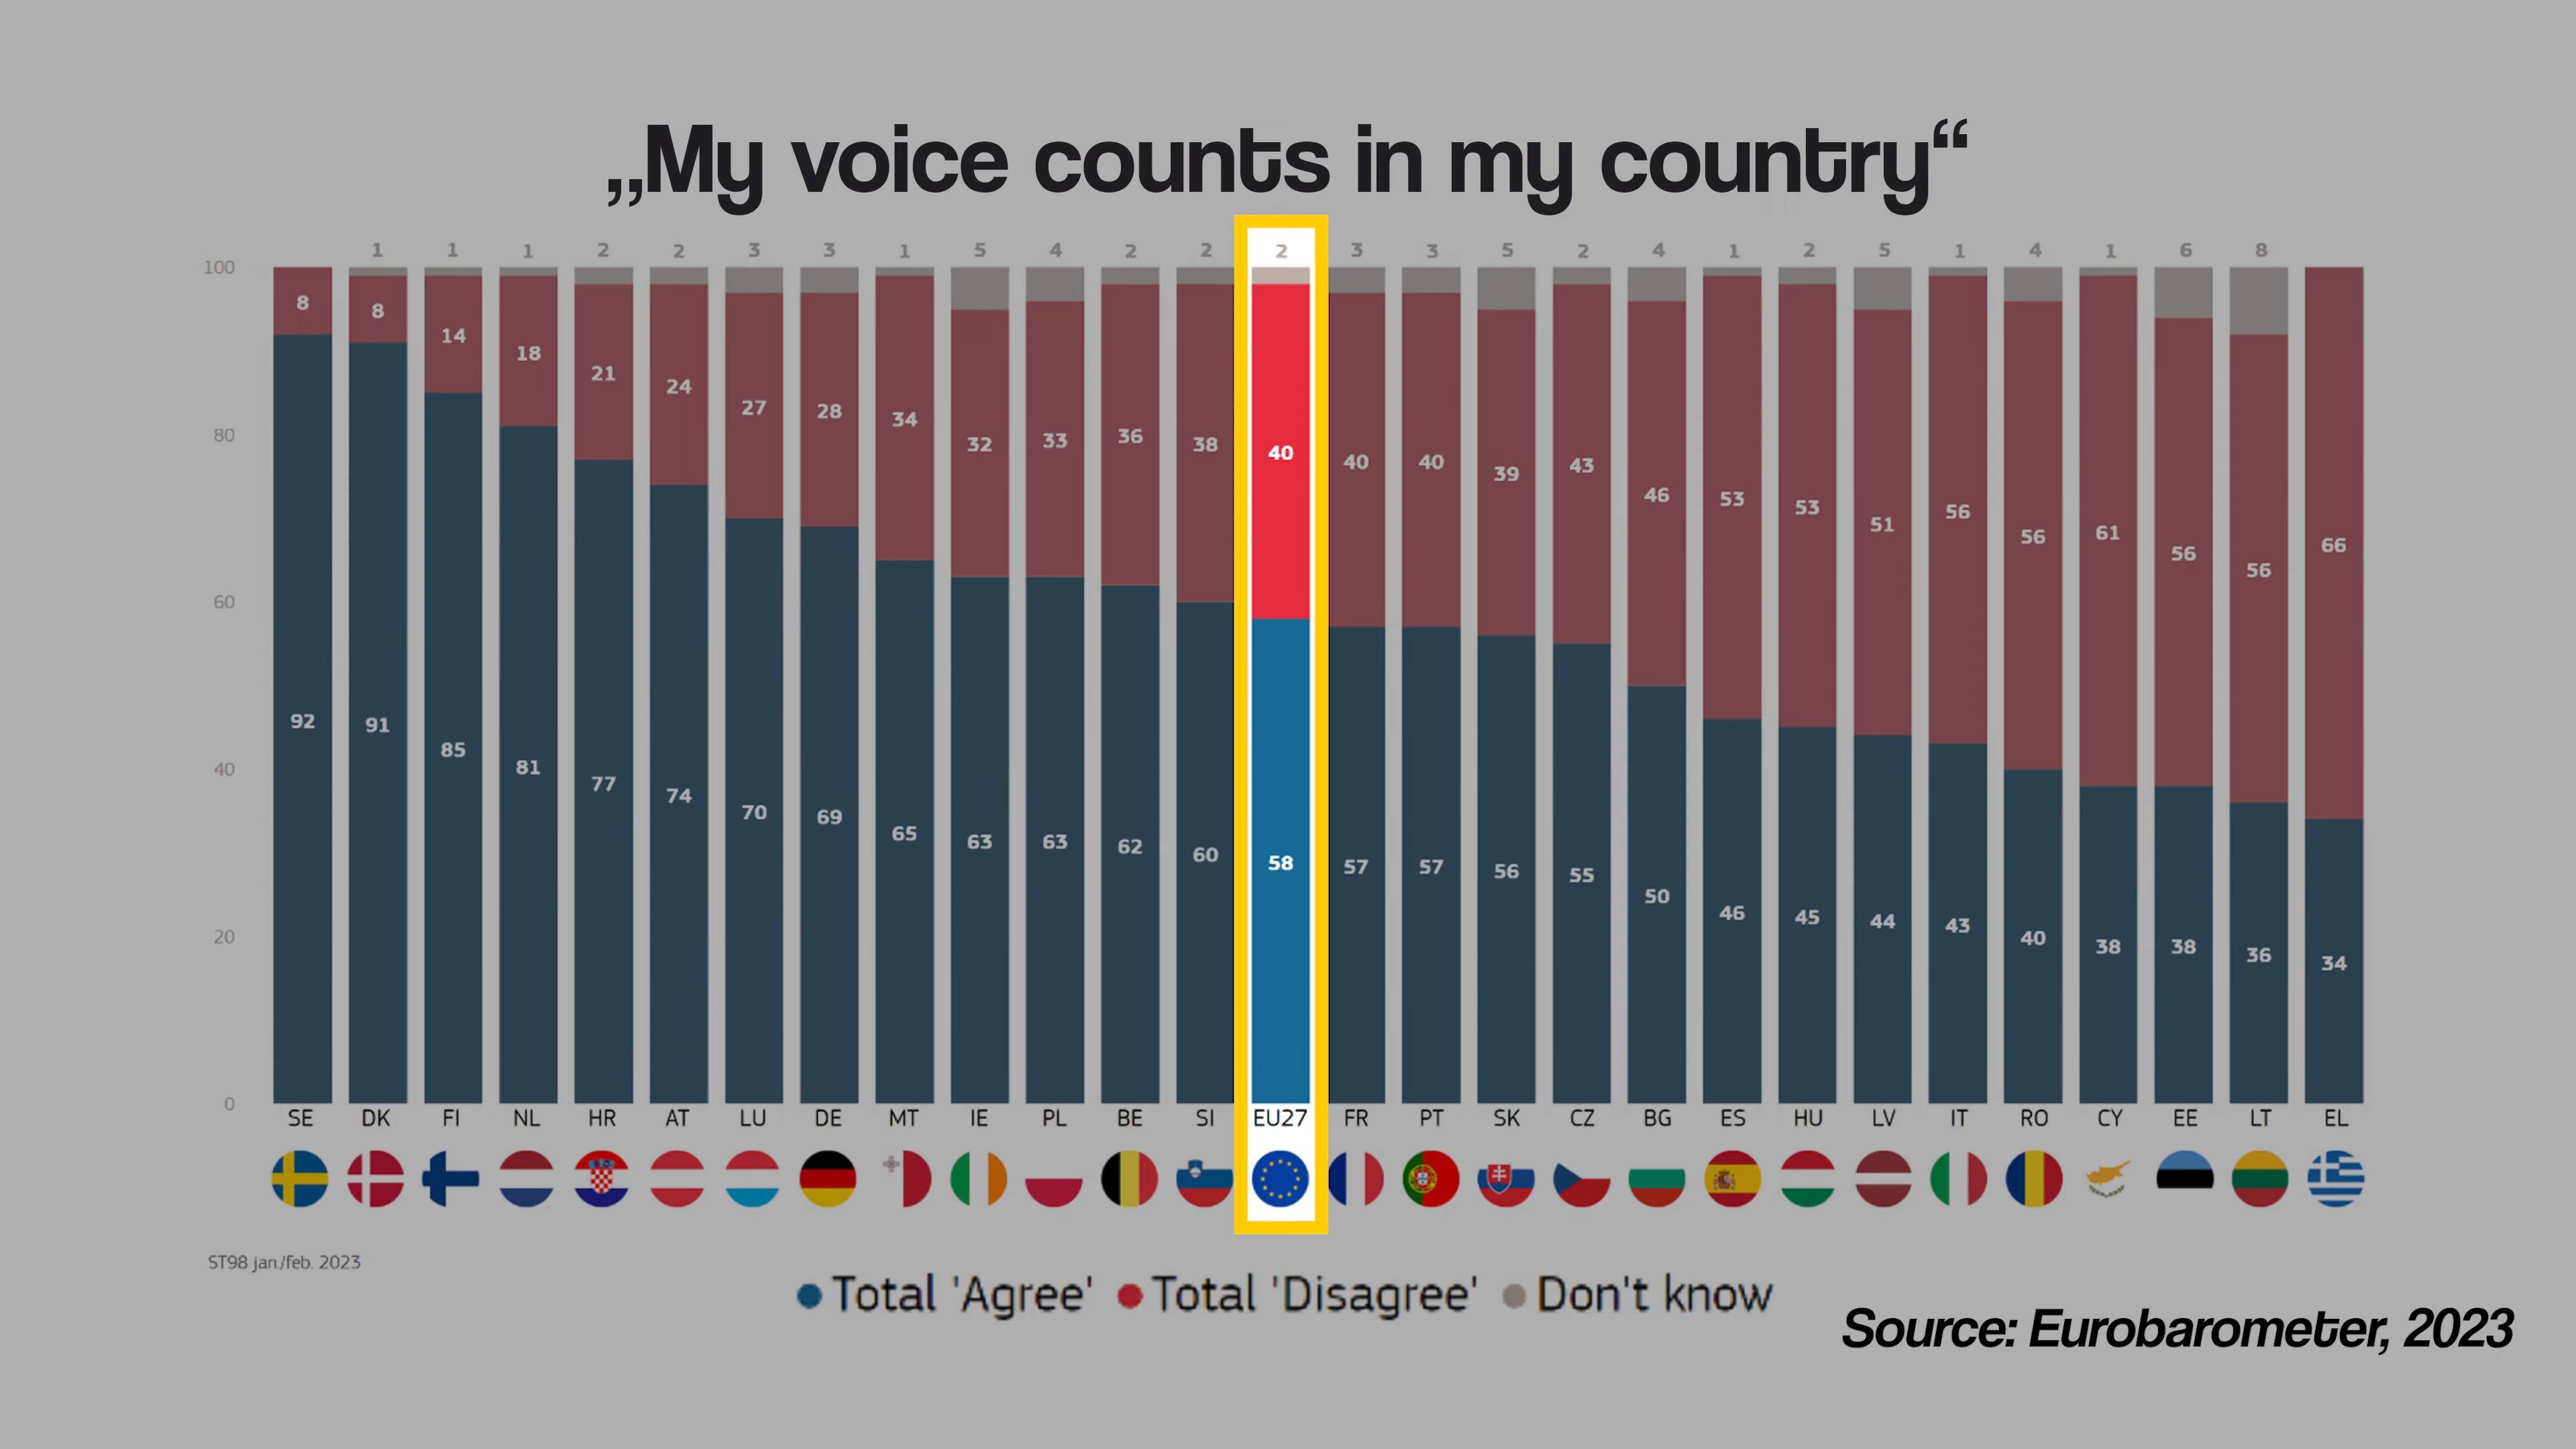 „My voice counts in my country“
1 1 1 2 2 3 3 1 5 4 2 2 2 3 3 5 2 4 1 2 5 1 4 1 6 8
100
80
60
40
20
0
8 8 14 18 21 24 27 28 34 32 33 36 38 40 40 40 39 43 46 53 53 51 56 56 61 56 56 66
92 91 85 81 77 74 70 69 65 63 63 62 60 58 57 57 56 55 50 46 45 44 43 40 38 38 36 34
SE DK FI NL HR AT LU DE MT IE PL BE SI EU27 FR PT SK CZ BG ES HU LV IT RO CY EE LT EL
ST98 jan./feb. 2023
Total 'Agree' Total 'Disagree' Don't know
Source: Eurobarometer, 2023